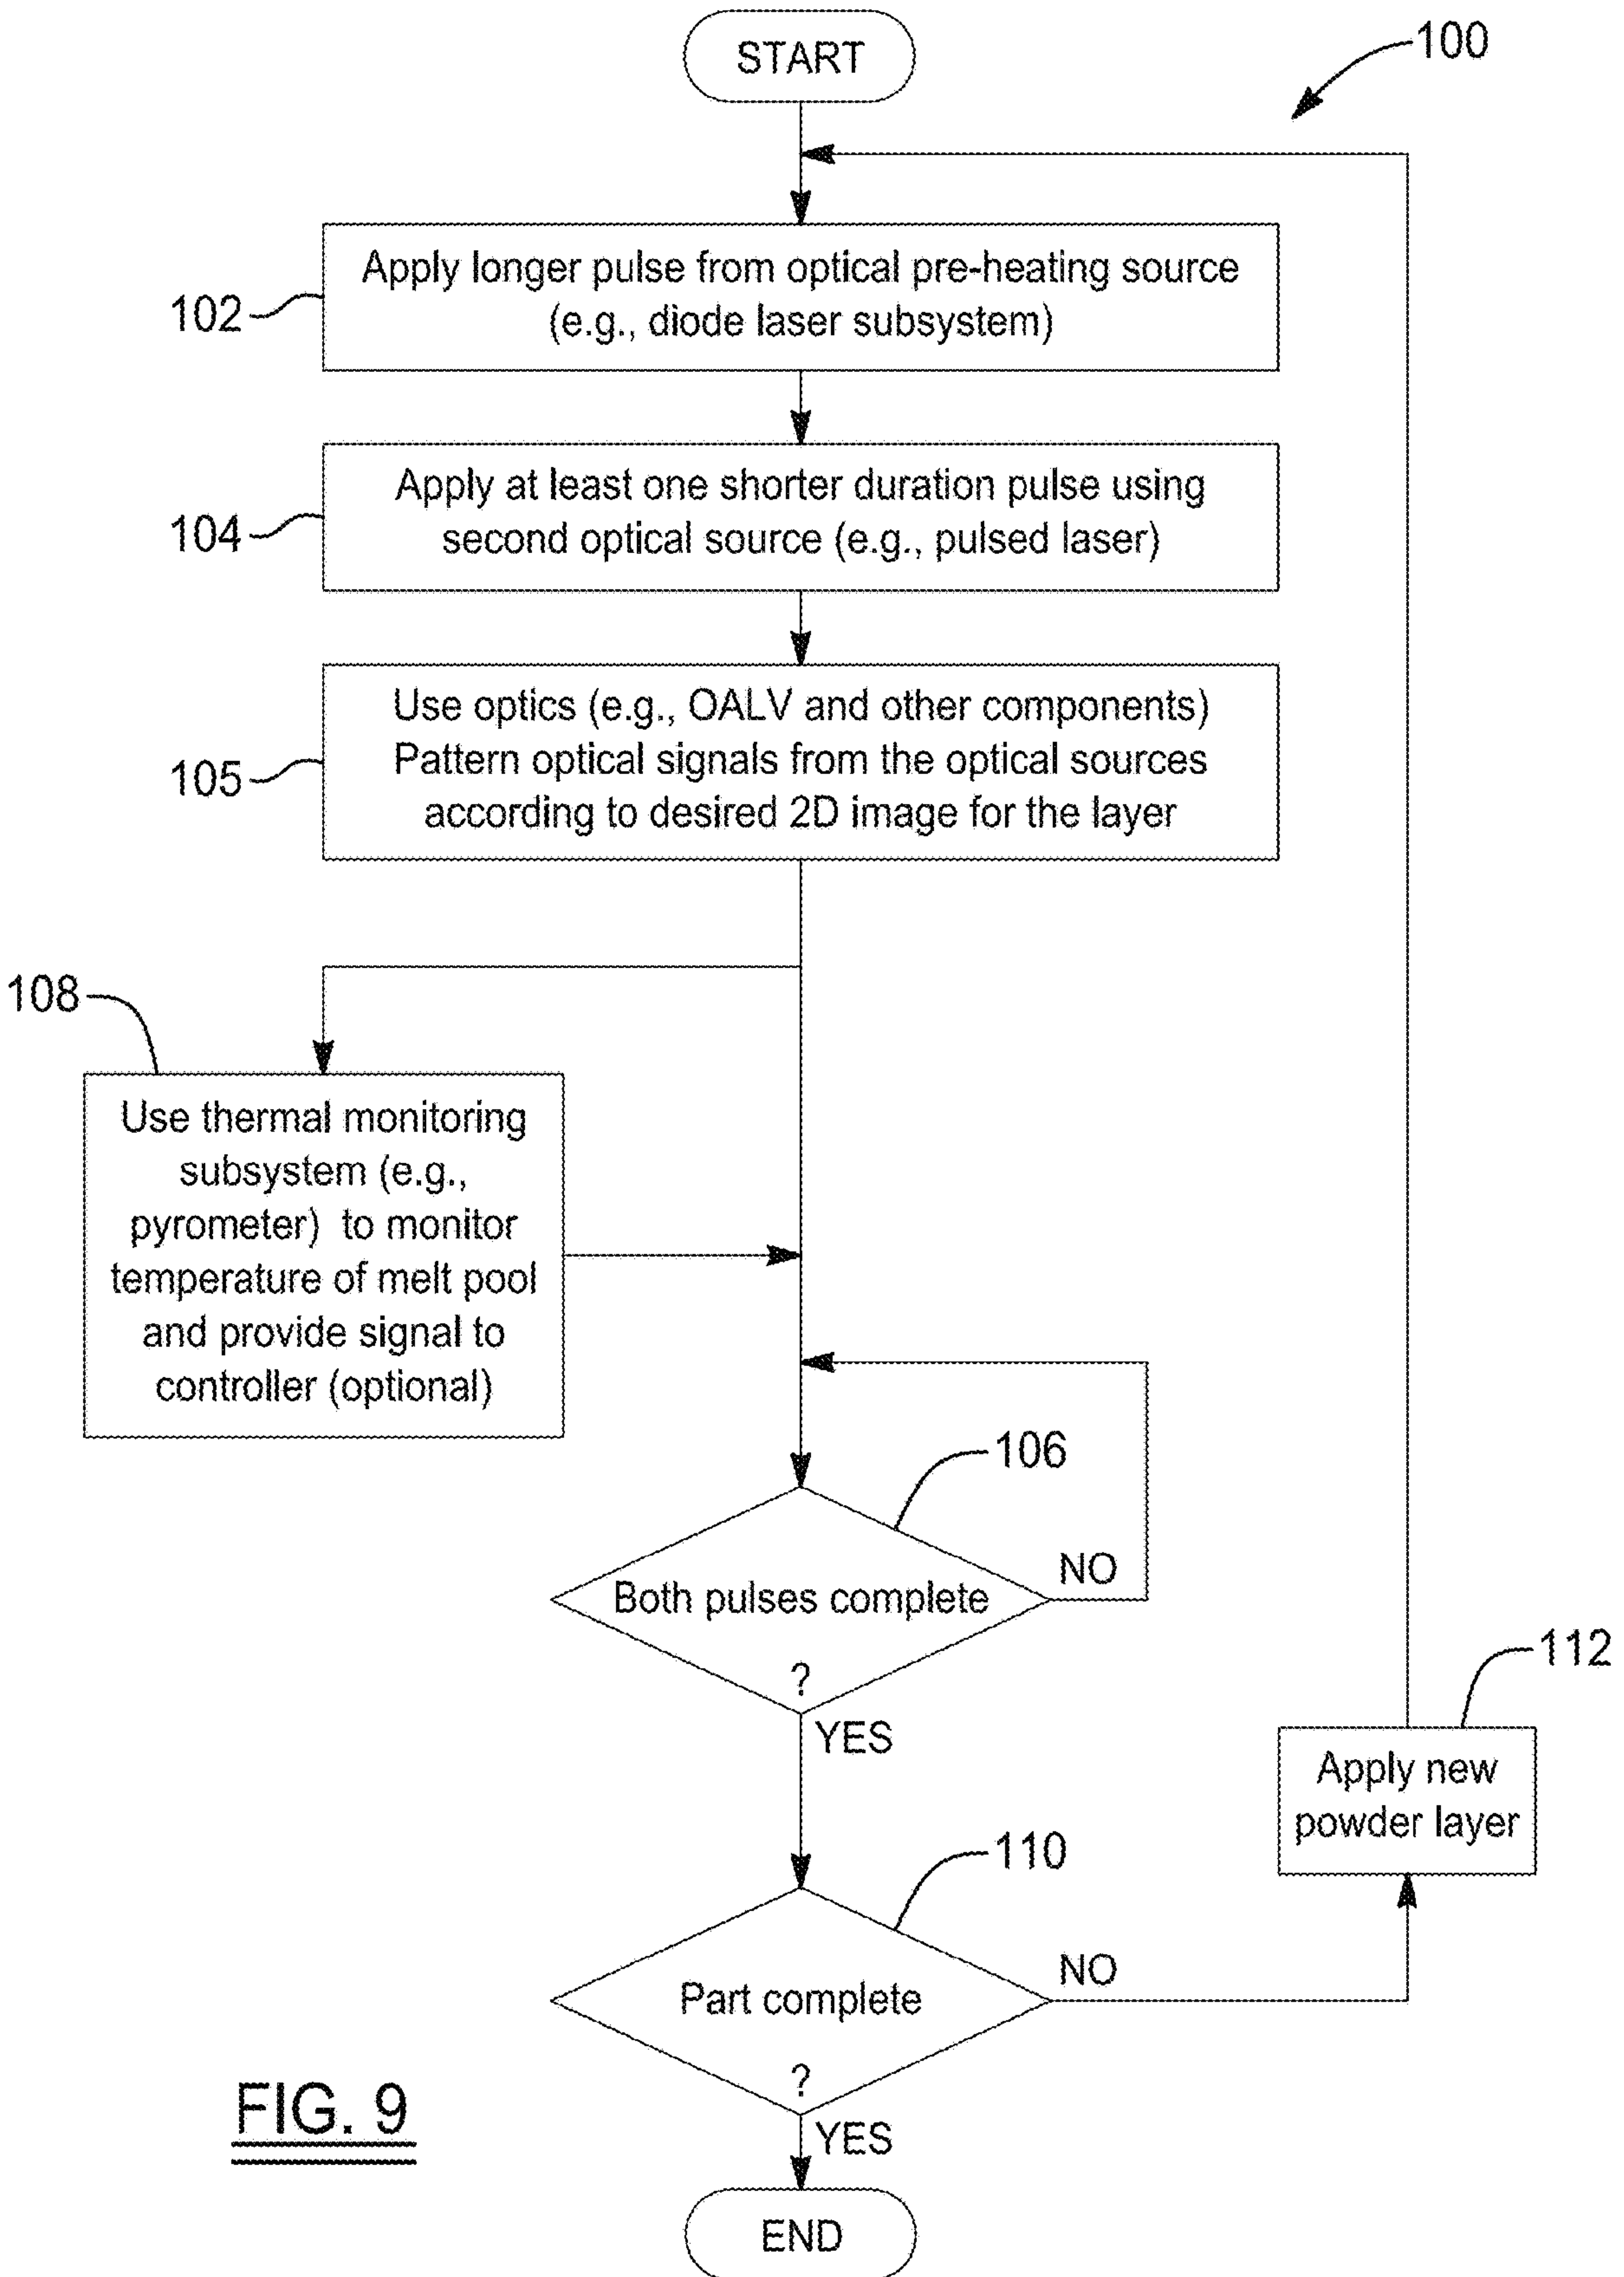 START
100
102
Apply longer pulse from optical pre-heating source
(e.g., diode laser subsystem)
104
Apply at least one shorter duration pulse using
second optical source (e.g., pulsed laser)
105
Use optics (e.g., OALV and other components)
Pattern optical signals from the optical sources
according to desired 2D image for the layer
108
Use thermal monitoring
subsystem (e.g.,
pyrometer) to monitor
temperature of melt pool
and provide signal to
controller (optional)
106
Both pulses complete
?
NO
YES
112
Apply new
powder layer
110
Part complete
?
NO
YES
END
FIG. 9